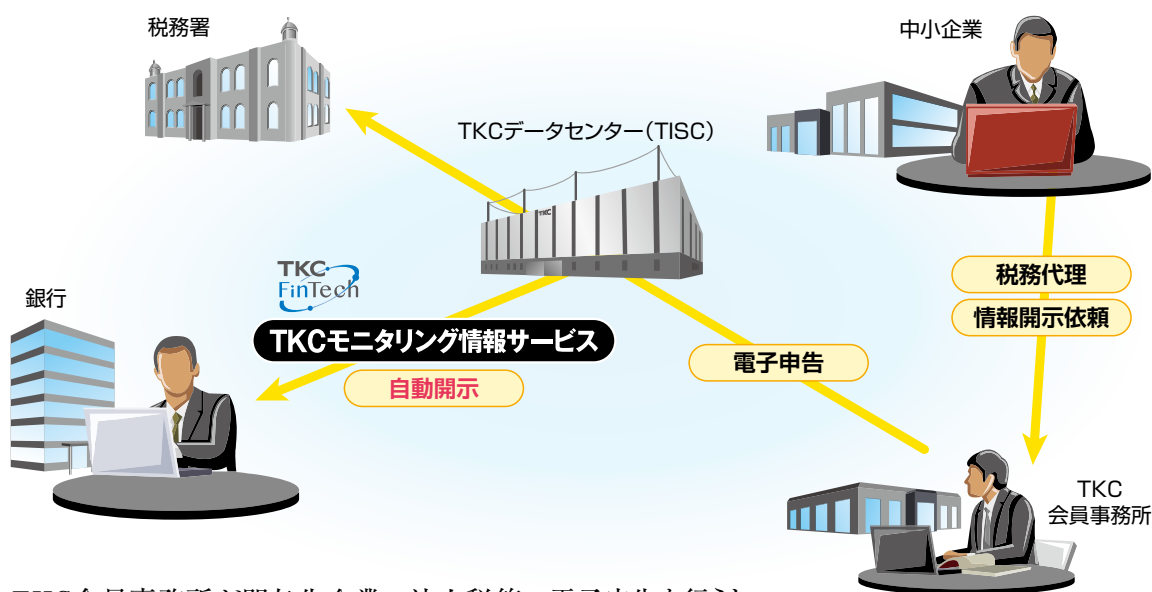 税務署
中小企業
TKCデータセンター(TISC)
TKC
TKC
FinTech
銀行
TKCモニタリング情報サービス
自動開示
電子申告
税務代理
情報開示依頼
TKC
会員事務所